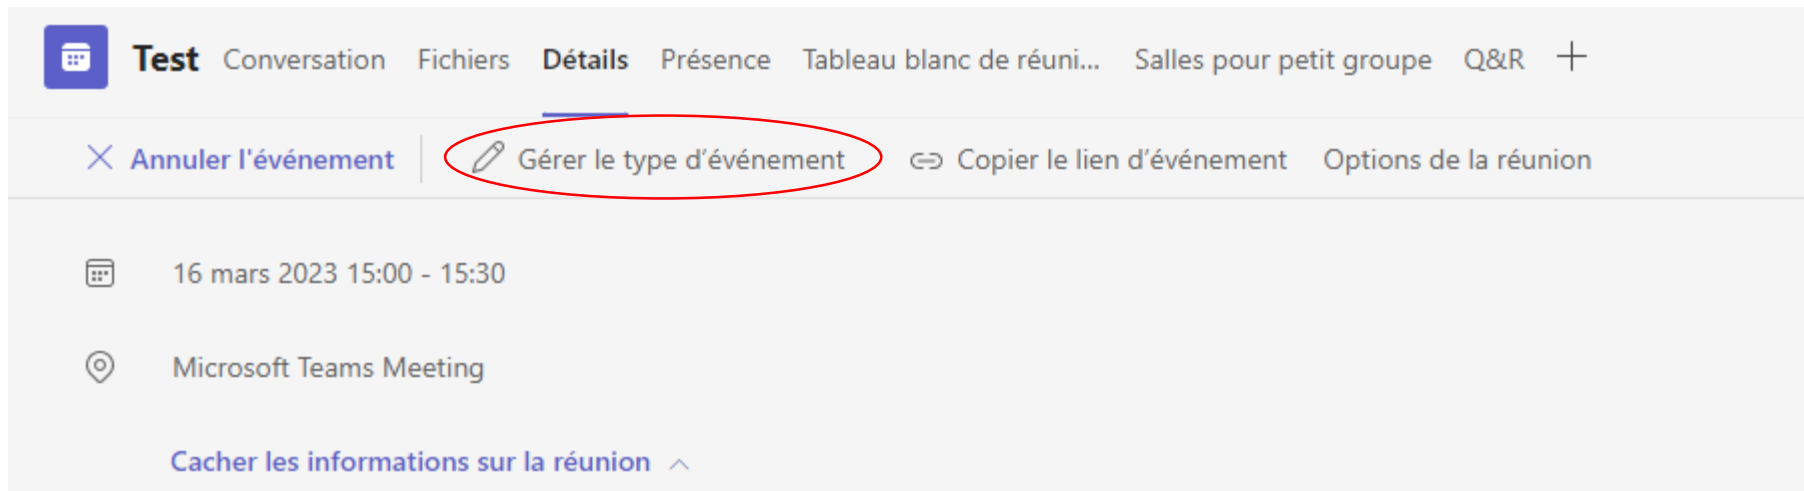 Test Conversation Fichiers Détails Présence Tableau blanc de réuni... Salles pour petit groupe Q&R
Annuler l'événement Gérer le type d’événement Copier le lien d’événement Options de la réunion
16 mars 2023 15:00 - 15:30
Microsoft Teams Meeting
Cacher les informations sur la réunion